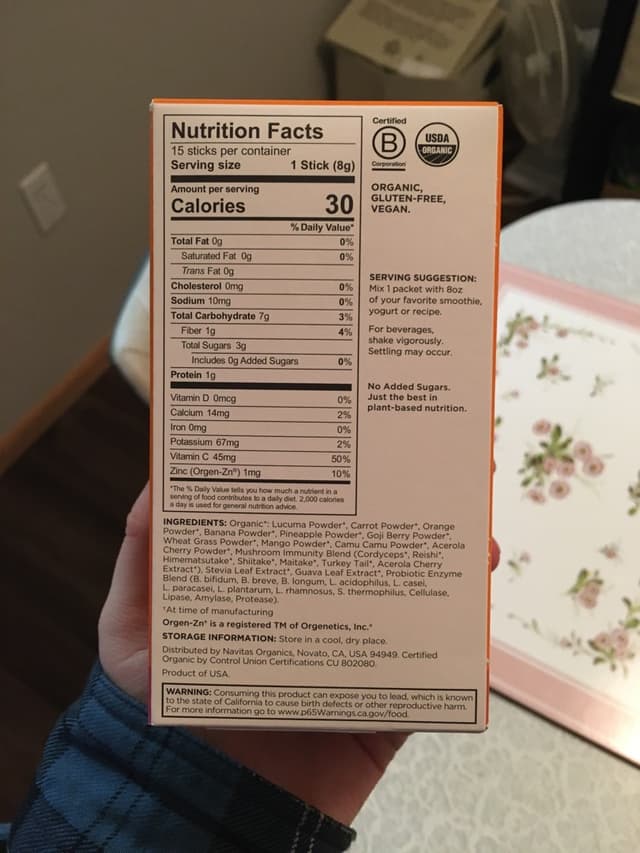 Nutrition Facts
15 sticks per container
Serving size 1 Stick (8g)
Amount per serving
Calories 30
% Daily Value*
Total Fat 0g 0%
Saturated Fat 0g 0%
Trans Fat 0g
Cholesterol 0mg 0%
Sodium 10mg 0%
Total Carbohydrate 7g 3%
Fiber 1g 4%
Total Sugars 3g
Includes 0g Added Sugars 0%
Protein 1g
Vitamin D 0mcg 0%
Calcium 14mg 2%
Iron 0mg 0%
Potassium 67mg 2%
Vitamin C 45mg 50%
Zinc (Orgen-Zn®) 1mg 10%
*The % Daily Value tells you how much a nutrient in a
serving of food contributes to a daily diet. 2,000 calories
a day is used for general nutrition advice.
Certified
B
Corporation
USDA
ORGANIC
ORGANIC,
GLUTEN-FREE,
VEGAN.
SERVING SUGGESTION:
Mix 1 packet with 8oz
of your favorite smoothie,
yogurt or recipe.
For beverages,
shake vigorously.
Settling may occur.
No Added Sugars.
Just the best in
plant-based nutrition.
INGREDIENTS: Organic*: Lucuma Powder*, Carrot Powder*, Orange
Powder*, Banana Powder*, Pineapple Powder*, Goji Berry Powder*,
Wheat Grass Powder*, Mango Powder*, Camu Camu Powder*, Acerola
Cherry Powder*, Mushroom Immunity Blend (Cordyceps*, Reishi*,
Himematsutake*, Shiitake*, Maitake*, Turkey Tail*, Acerola Cherry
Extract*), Stevia Leaf Extract*, Guava Leaf Extract*, Probiotic Enzyme
Blend (B. bifidum, B. breve, B. longum, L. acidophilus, L. casei,
L. paracasei, L. plantarum, L. rhamnosus, S. thermophilus, Cellulase,
Lipase, Amylase, Protease).
†At time of manufacturing
Orgen-Zn® is a registered TM of Orgenetics, Inc.
STORAGE INFORMATION: Store in a cool, dry place.
Distributed by Navitas Organics, Novato, CA, USA 94949. Certified
Organic by Control Union Certifications CU 802080.
Product of USA.
WARNING: Consuming this product can expose you to lead, which is known
to the state of California to cause birth defects or other reproductive harm.
For more information go to www.p65Warnings.ca.gov/food.